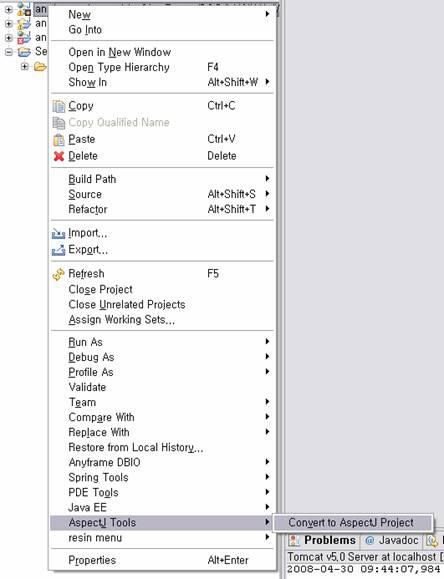 an
an
an
Se
New
Go Into
Open in New Window
Open Type Hierarchy F4
Show In Alt+Shift+W
Copy Ctrl+C
Copy Qualified Name
Paste Ctrl+V
Delete Delete
Build Path
Source Alt+Shift+S
Refactor Alt+Shift+T
Import...
Export...
Refresh F5
Close Project
Close Unrelated Projects
Assign Working Sets...
Run As
Debug As
Profile As
Validate
Team
Compare With
Replace With
Restore from Local History...
Anyframe DBIO
Spring Tools
PDE Tools
Java EE
AspectJ Tools Convert to AspectJ Project
resin menu
Properties Alt+Enter
Problems @ Javadoc
Tomcat v5.0 Server at localhost [
2008-04-30 09:44:07,984